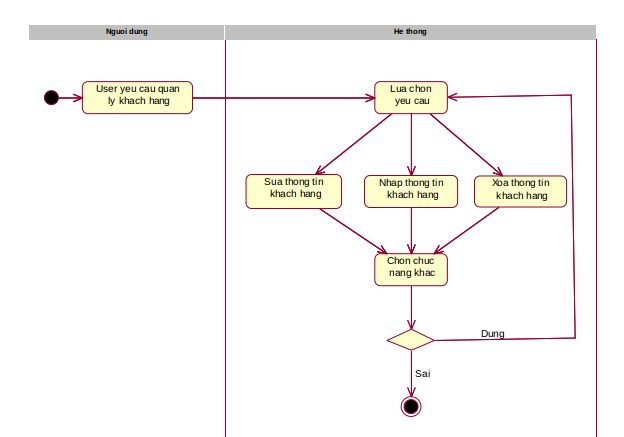 Nguoi dung
He thong
User yeu cau quan
ly khach hang
Lua chon
yeu cau
Sua thong tin
khach hang
Nhap thong tin
khach hang
Xoa thong tin
khach hang
Chon chuc
nang khac
Dung
Sai